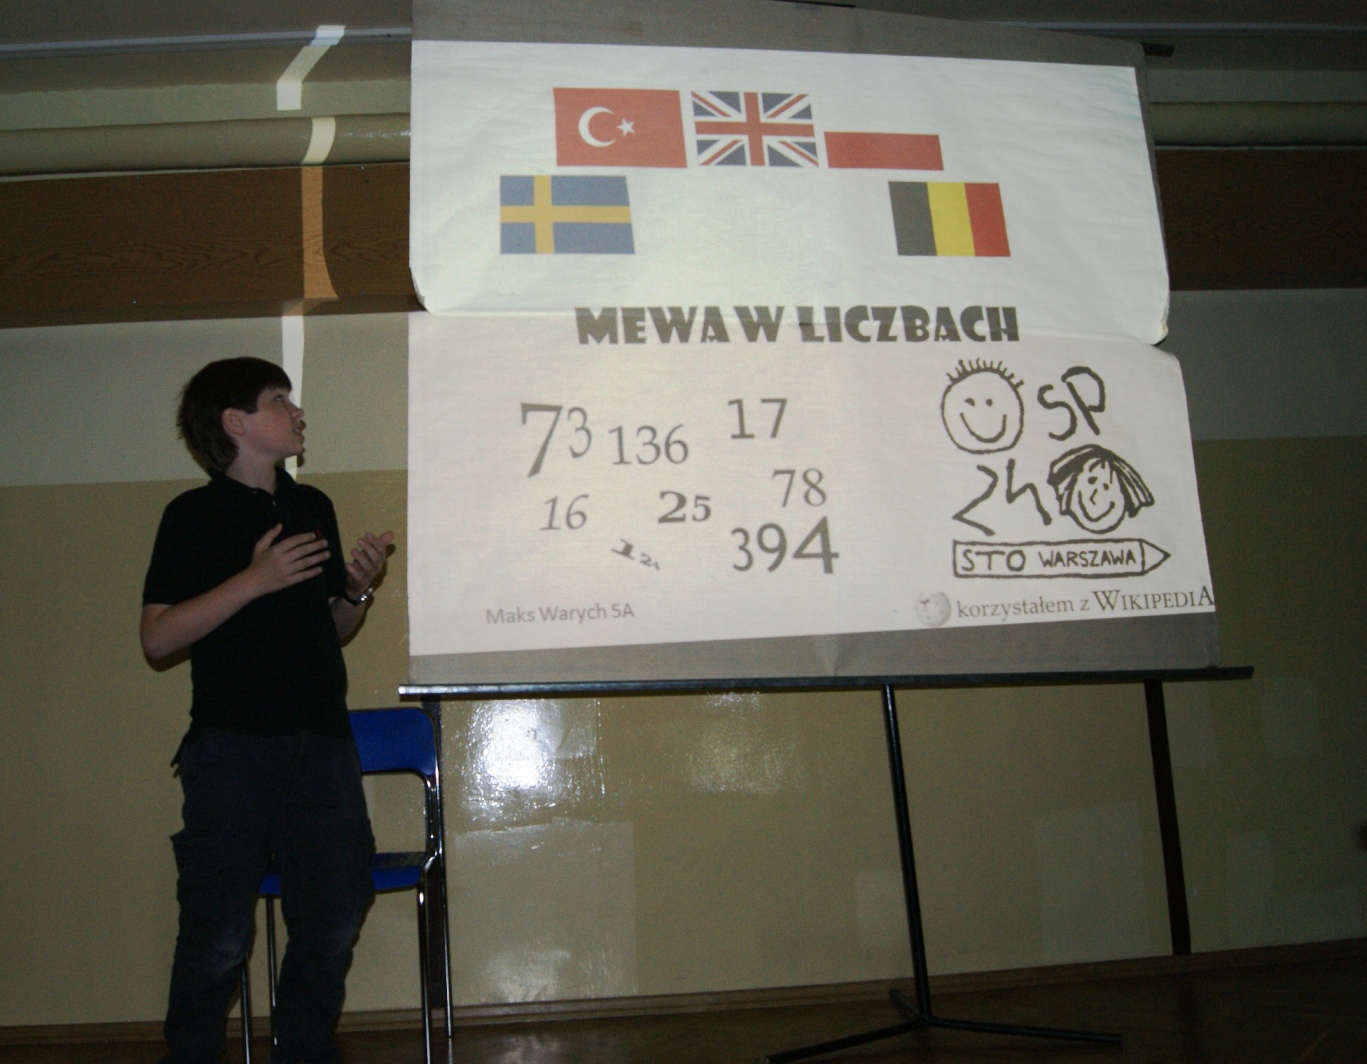 MEWA W LICZBACH
73 136 17
16 25 78
394
SP
24
STO WARSZAWA
Maks Warych 5A
korzystałem z WIKIPEDIA